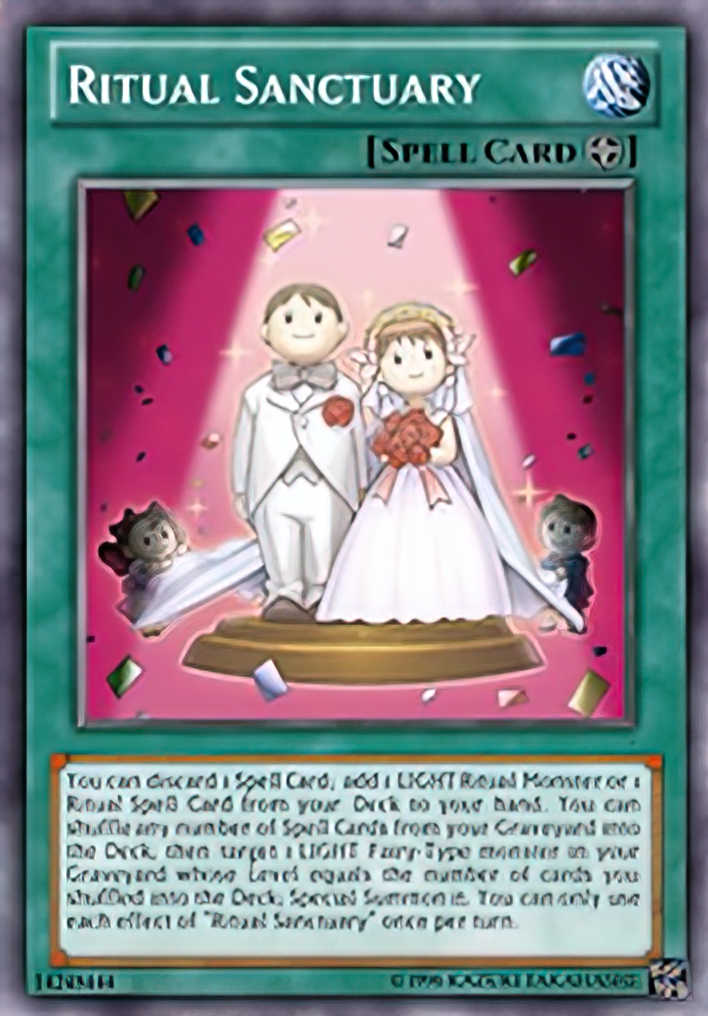 Ritual Sanctuary
[Spell Card]
You can discard 1 Spell Card; add 1 LIGHT Ritual Monster or 1
Ritual Spell Card from your Deck to your hand. You can
shuffle any number of Spell Cards from your Graveyard into
the Deck, then target 1 LIGHT Fairy-Type monster in your
Graveyard whose Level equals the number of cards you
shuffled into the Deck; Special Summon it. You can only use
each effect of "Ritual Sanctuary" once per turn.
KAZUKI TAKAHASHI